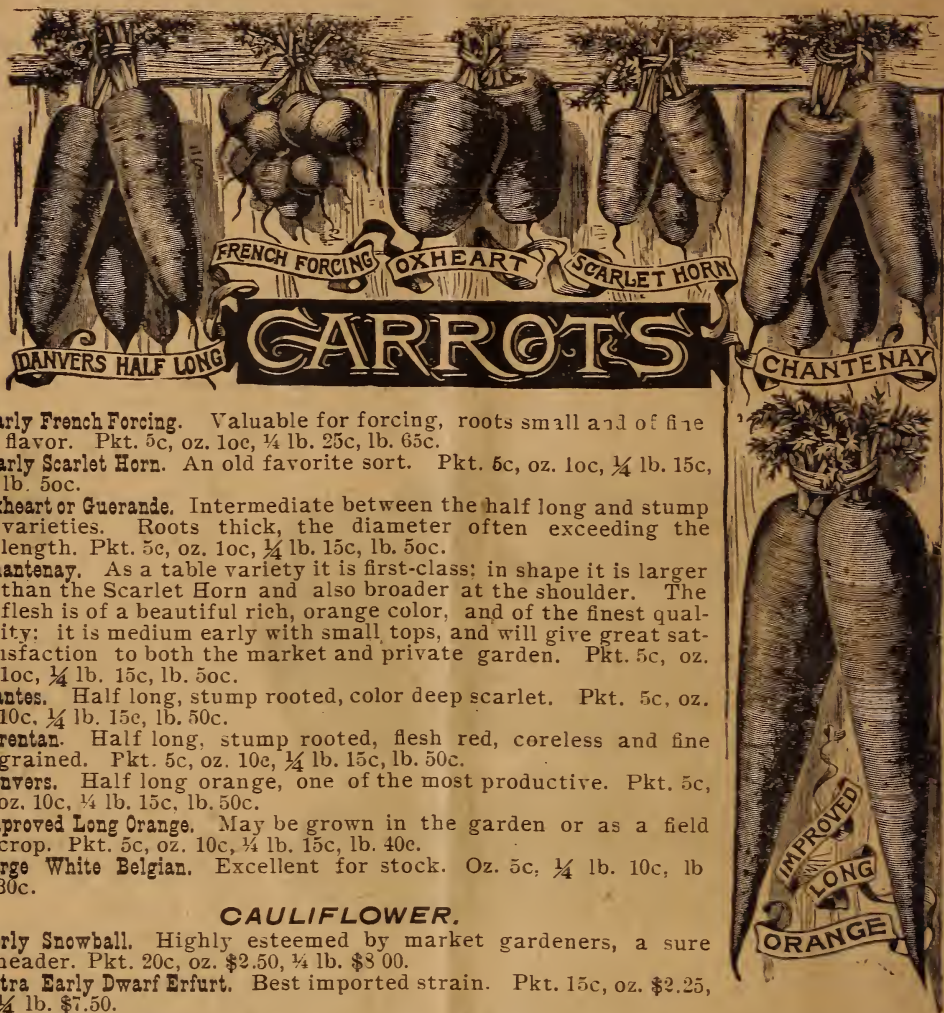 FRENCH FORCING
OXHEART
SCARLET HORN
DANVERS HALF LONG
CARROTS
CHANTENAY
arly French Forcing. Valuable for forcing, roots small and of fine
flavor. Pkt. 5c, oz. 10c, ¼ lb. 25c, lb. 65c.
arly Scarlet Horn. An old favorite sort. Pkt. 5c, oz. 10c, ¼ lb. 15c,
lb. 50c.
xheart or Guerande. Intermediate between the half long and stump
varieties. Roots thick, the diameter often exceeding the
length. Pkt. 5c, oz. 10c, ¼ lb. 15c, lb. 50c.
antenay. As a table variety it is first-class; in shape it is larger
than the Scarlet Horn and also broader at the shoulder. The
flesh is of a beautiful rich, orange color, and of the finest qual-
ity: it is medium early with small tops, and will give great sat-
isfaction to both the market and private garden. Pkt. 5c, oz.
10c, ¼ lb. 15c, lb. 50c.
antes. Half long, stump rooted, color deep scarlet. Pkt. 5c, oz.
10c, ¼ lb. 15c, lb. 50c.
rentan. Half long, stump rooted, flesh red, coreless and fine
grained. Pkt. 5c, oz. 10c, ¼ lb. 15c, lb. 50c.
nvers. Half long orange, one of the most productive. Pkt. 5c,
oz. 10c, ¼ lb. 15c, lb. 50c.
proved Long Orange. May be grown in the garden or as a field
crop. Pkt. 5c, oz. 10c, ¼ lb. 15c, lb. 40c.
rge White Belgian. Excellent for stock. Oz. 5c, ¼ lb. 10c, lb
30c.
IMPROVED
LONG
ORANGE
CAULIFLOWER.
rly Snowball. Highly esteemed by market gardeners, a sure
header. Pkt. 20c, oz. $2.50, ¼ lb. $8 00.
tra Early Dwarf Erfurt. Best imported strain. Pkt. 15c, oz. $2.25,
¼ lb. $7.50.